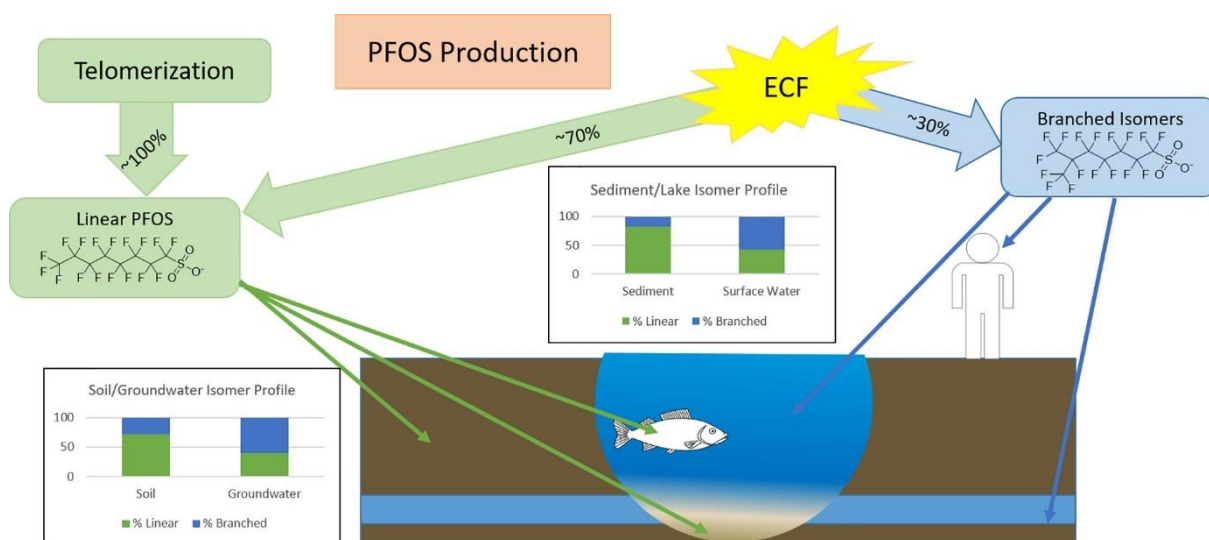 PFOS Production
Telomerization
ECF
~100%
~70%
~30%
Branched Isomers
F F F F F F F
F F O
F S
F F F F F F F O O-
F F
F
Linear PFOS
F F F F F F F F O
F S
F F F F F F F F O O-
Sediment/Lake Isomer Profile
100
50
0
Sediment Surface Water
% Linear % Branched
Soil/Groundwater Isomer Profile
100
50
0
Soil Groundwater
% Linear % Branched